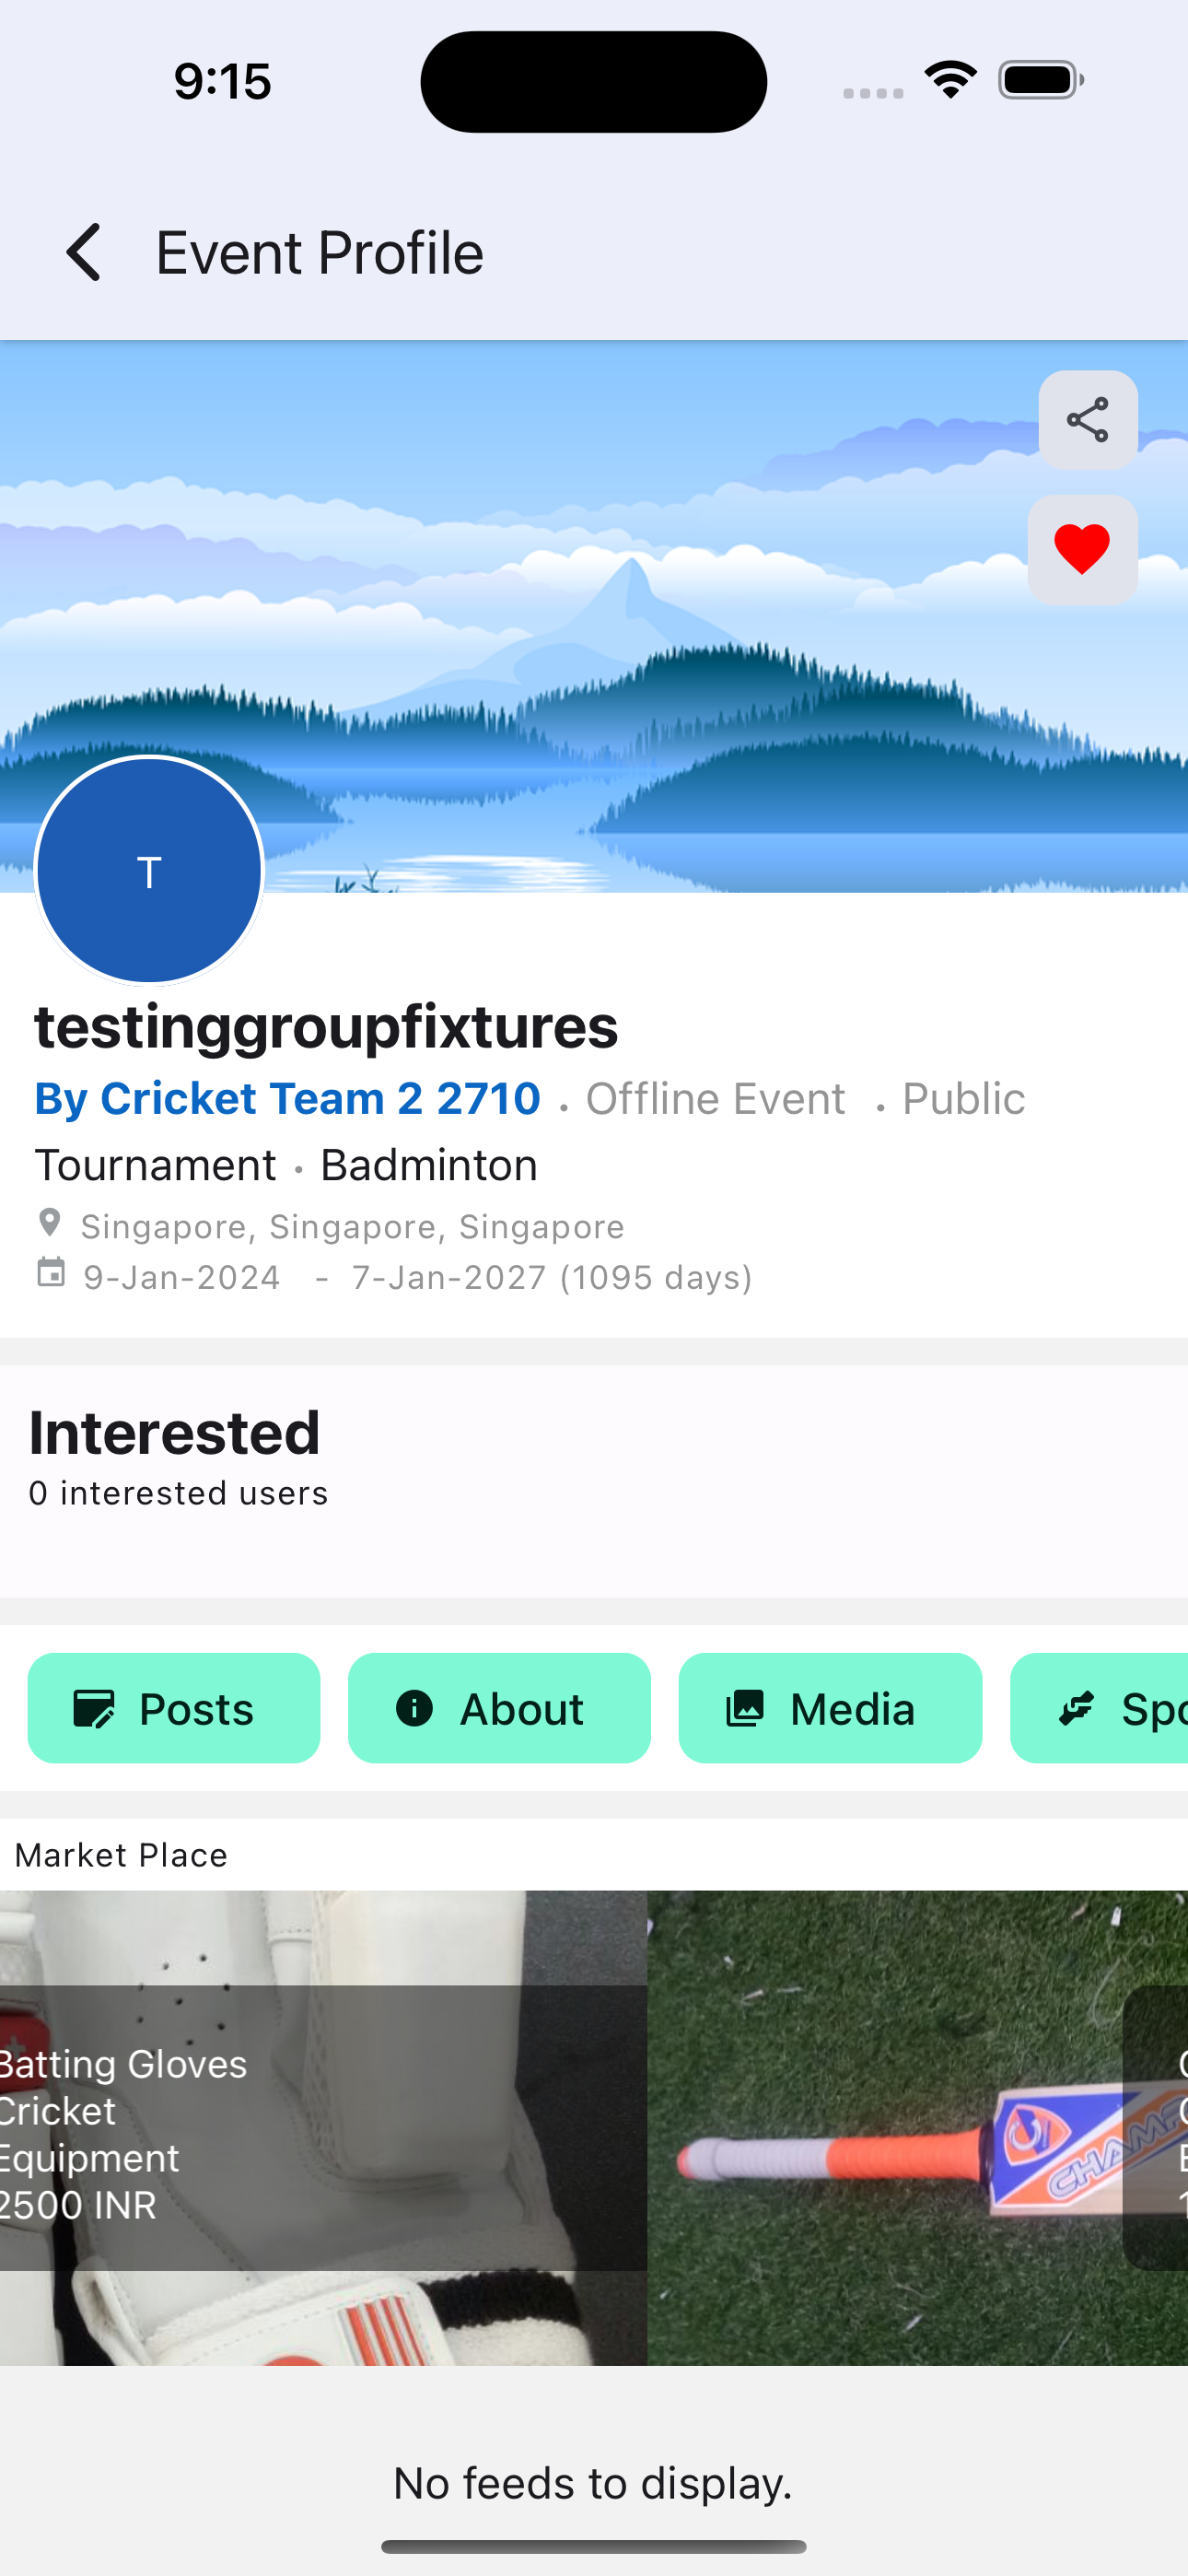 9:15
Event Profile
T
testinggroupfixtures
By Cricket Team 2 2710 . Offline Event . Public
Tournament • Badminton
Singapore, Singapore, Singapore
9-Jan-2024 - 7-Jan-2027 (1095 days)
Interested
0 interested users
Posts About Media Spo
Market Place
Batting Gloves
Cricket
Equipment
2500 INR
CHAMP
No feeds to display.